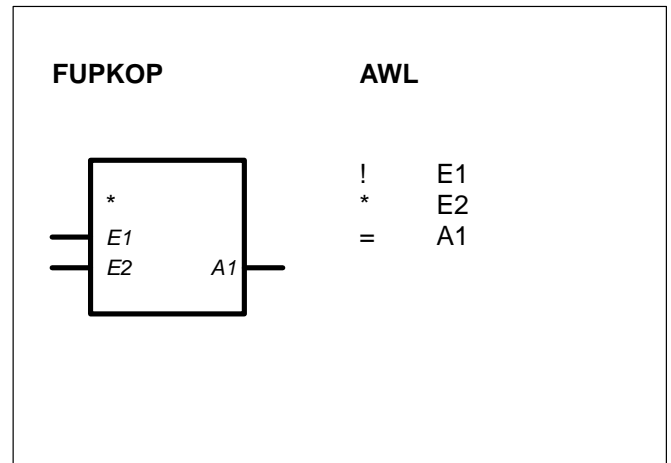 FUPKOP AWL
*
E1
E2 A1
! E1
* E2
= A1